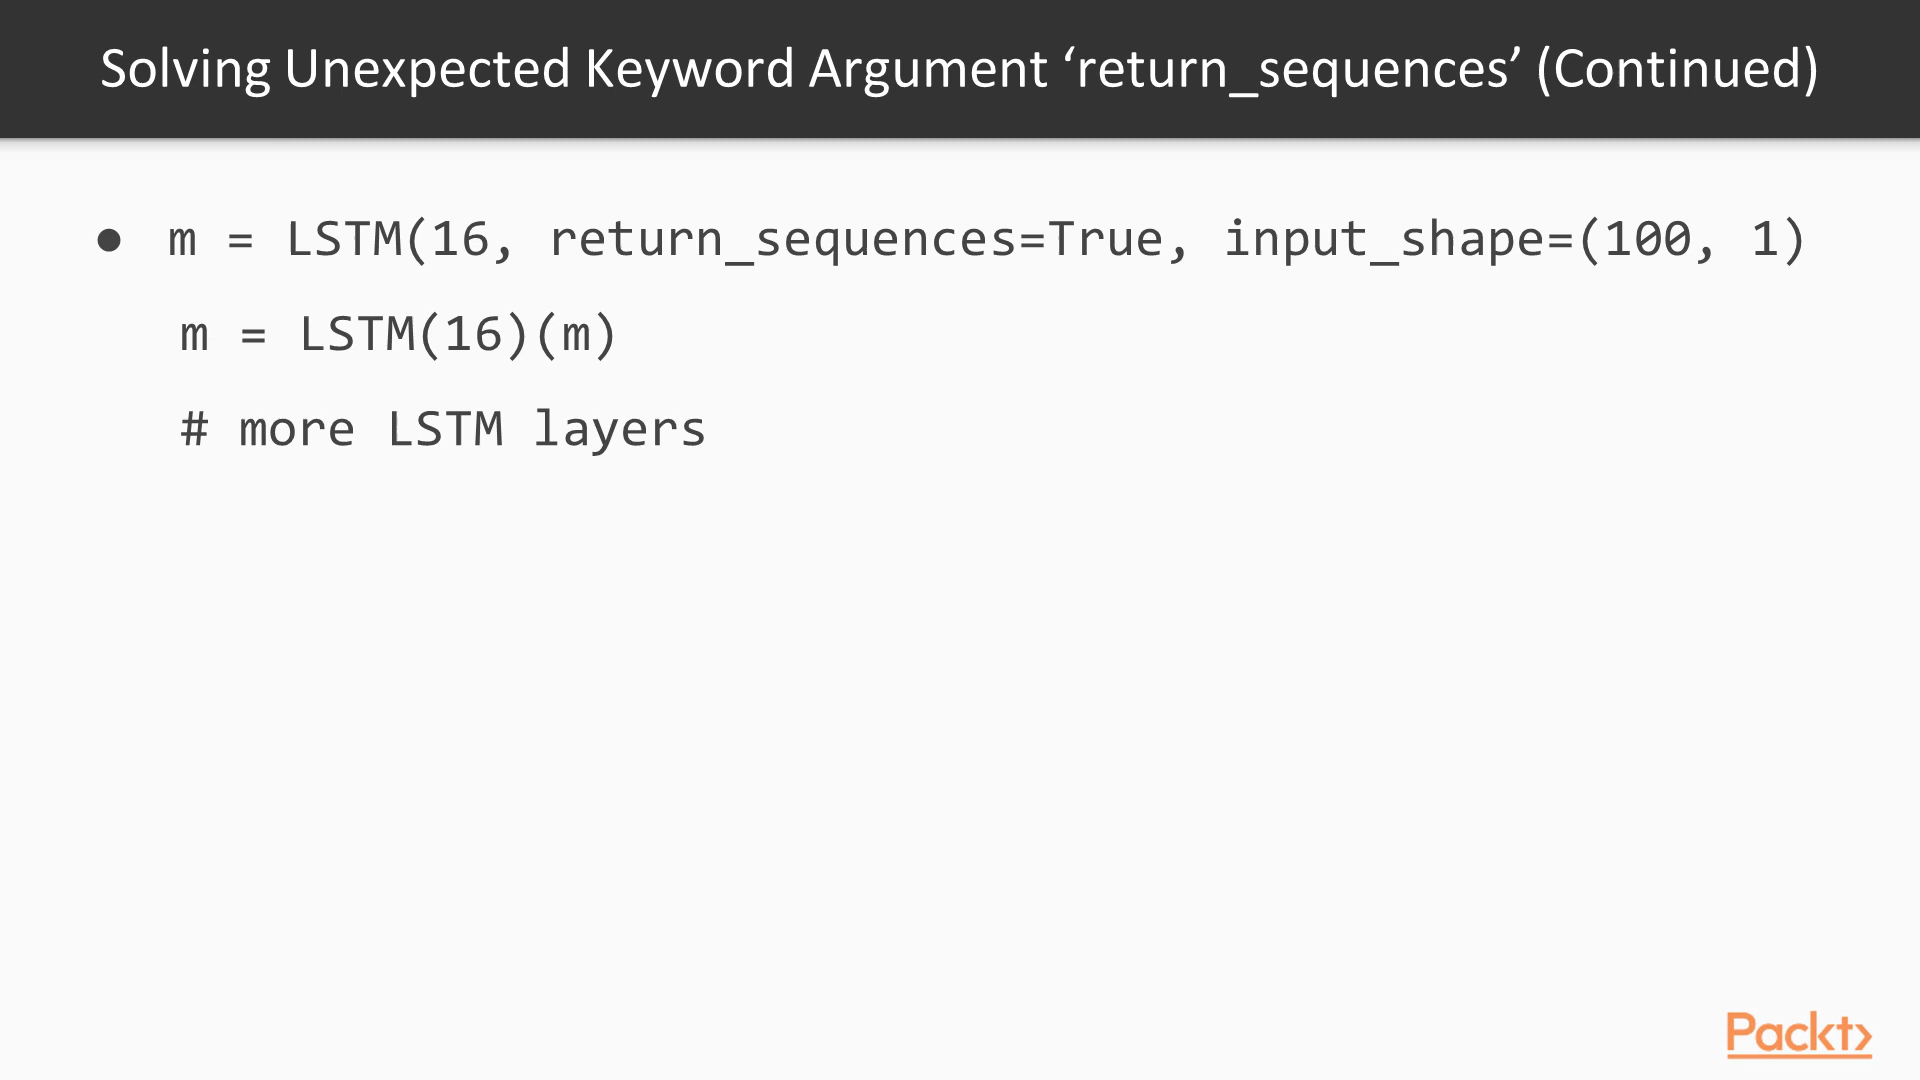 Solving Unexpected Keyword Argument ‘return_sequences’ (Continued)
● m = LSTM(16, return_sequences=True, input_shape=(100, 1)
m = LSTM(16)(m)
# more LSTM layers
Packt>